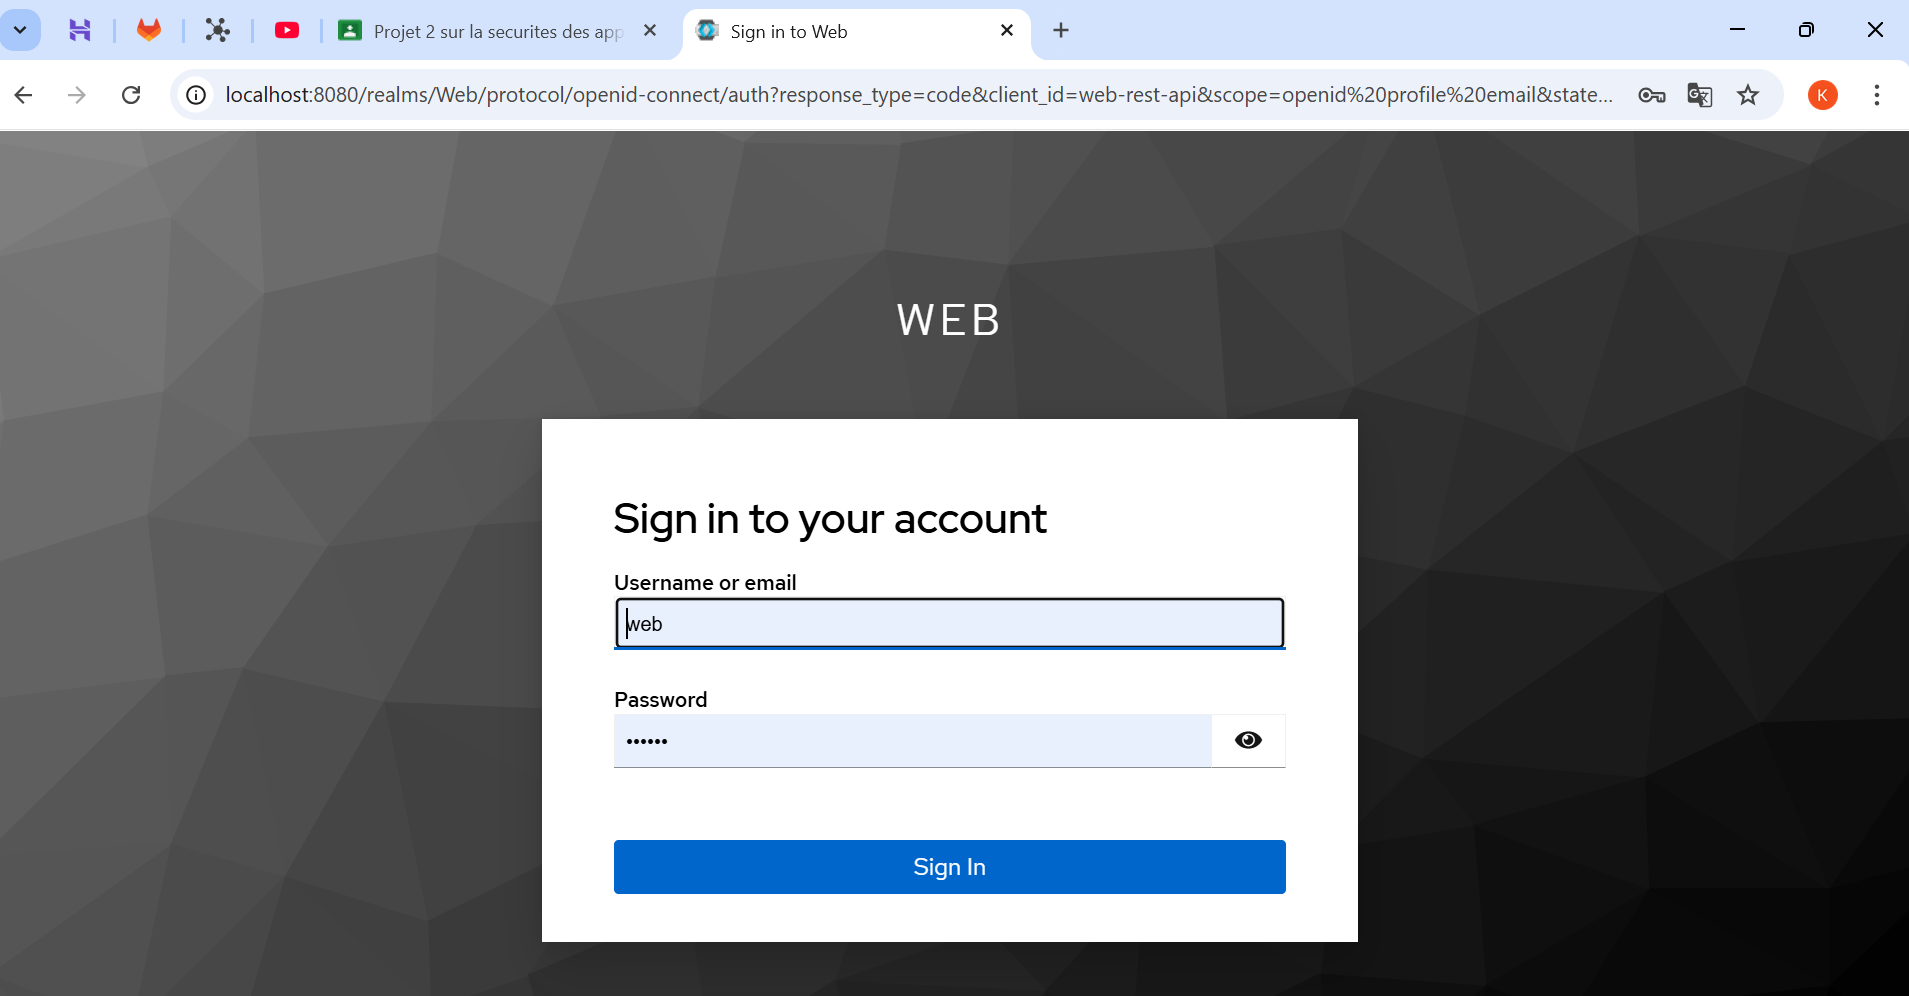 Projet 2 sur la securites des app
Sign in to Web
localhost:8080/realms/Web/protocol/openid-connect/auth?response_type=code&client_id=web-rest-api&scope=openid%20profile%20email&state...
K
WEB
Sign in to your account
Username or email
web
Password
••••••
Sign In